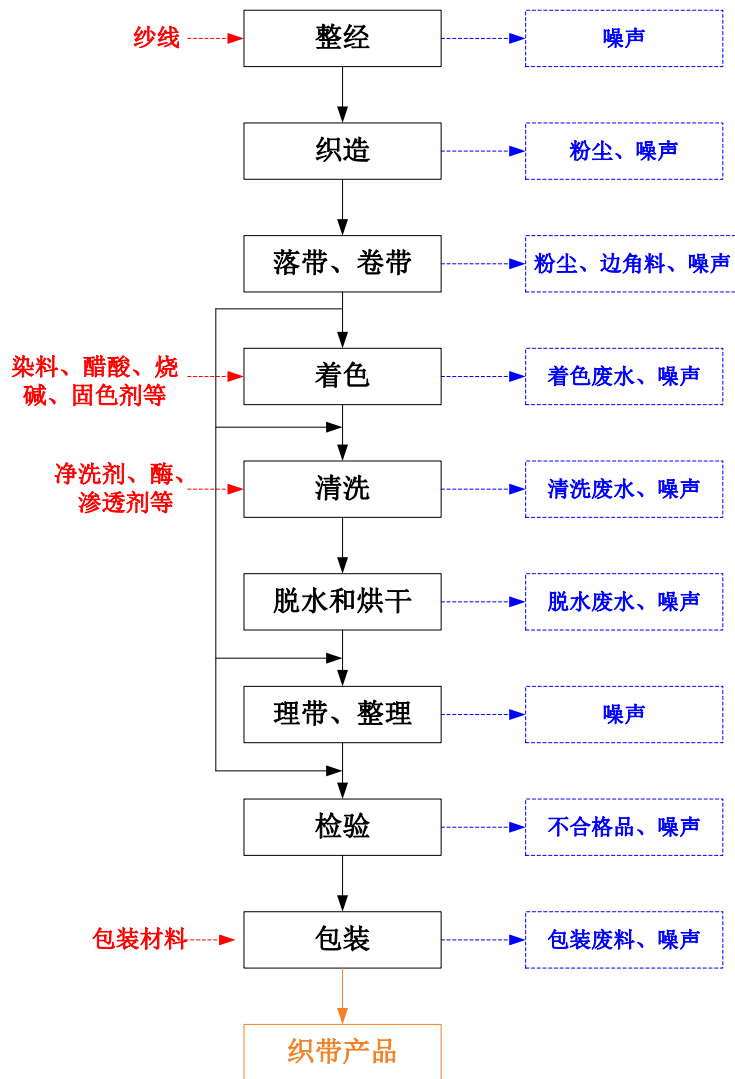 纱线
整经
噪声
织造
粉尘、噪声
落带、卷带
粉尘、边角料、噪声
染料、醋酸、烧
碱、固色剂等
着色
着色废水、噪声
净洗剂、酶、
渗透剂等
清洗
清洗废水、噪声
脱水和烘干
脱水废水、噪声
理带、整理
噪声
检验
不合格品、噪声
包装材料
包装
包装废料、噪声
织带产品